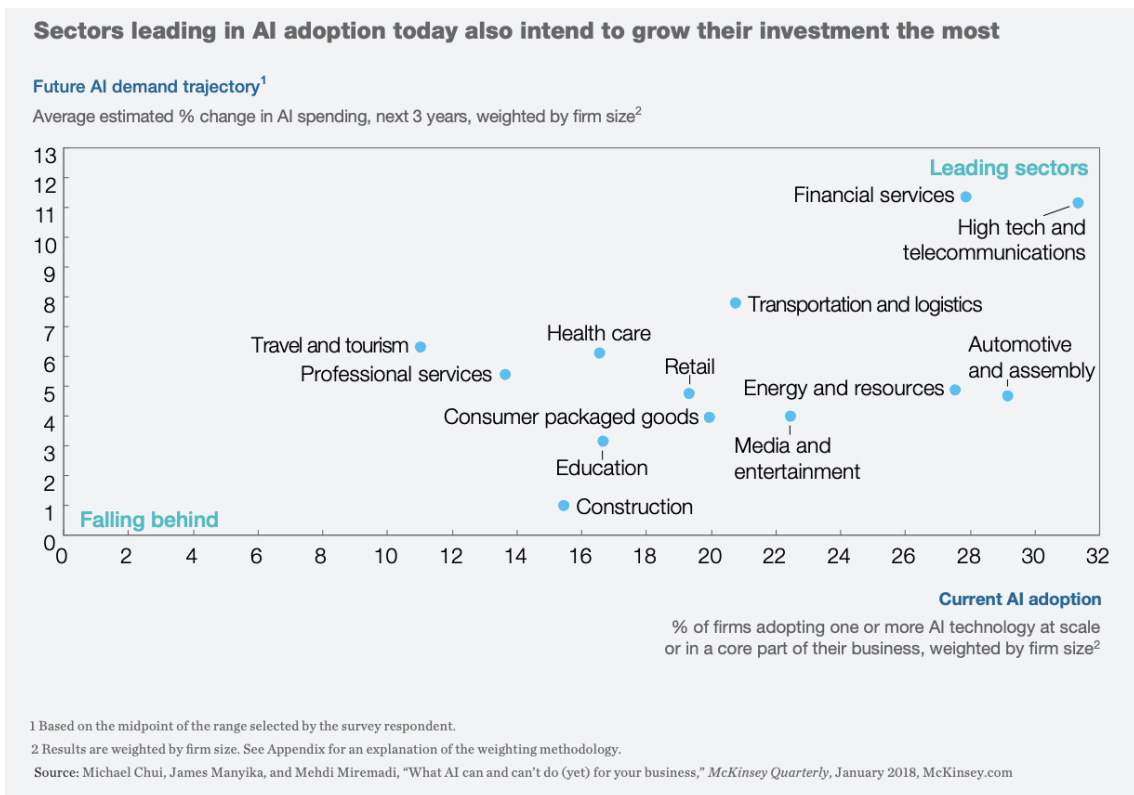 Sectors leading in AI adoption today also intend to grow their investment the most
Future AI demand trajectory1
Average estimated % change in AI spending, next 3 years, weighted by firm size2
13
12
11
10
9
8
7
6
5
4
3
2
1
0
Leading sectors
Financial services
High tech and
telecommunications
Transportation and logistics
Health care
Travel and tourism
Automotive
and assembly
Retail
Professional services
Energy and resources
Consumer packaged goods
Media and
entertainment
Education
Construction
Falling behind
0 2 4 6 8 10 12 14 16 18 20 22 24 26 28 30 32
Current AI adoption
% of firms adopting one or more AI technology at scale
or in a core part of their business, weighted by firm size2
1 Based on the midpoint of the range selected by the survey respondent.
2 Results are weighted by firm size. See Appendix for an explanation of the weighting methodology.
Source: Michael Chui, James Manyika, and Mehdi Miremadi, “What AI can and can’t do (yet) for your business,” McKinsey Quarterly, January 2018, McKinsey.com